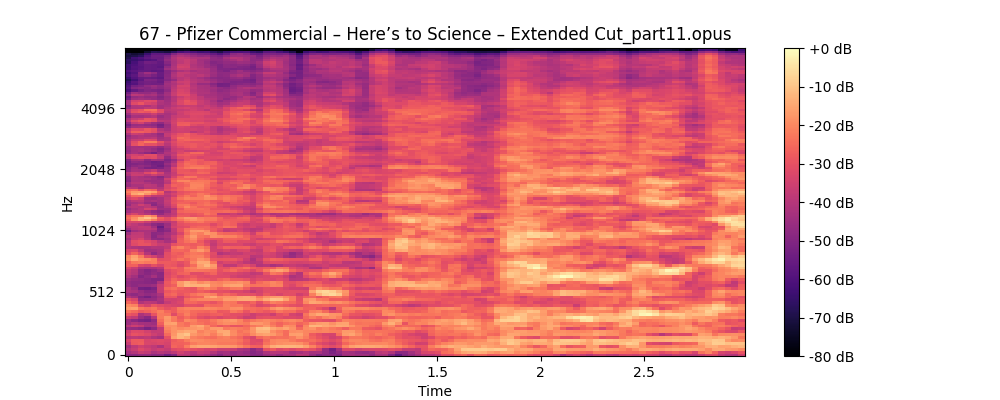 67 - Pfizer Commercial – Here’s to Science – Extended Cut_part11.opus
Hz
4096
2048
1024
512
0
0
0.5
1
1.5
2
2.5
Time
+0 dB
-10 dB
-20 dB
-30 dB
-40 dB
-50 dB
-60 dB
-70 dB
-80 dB